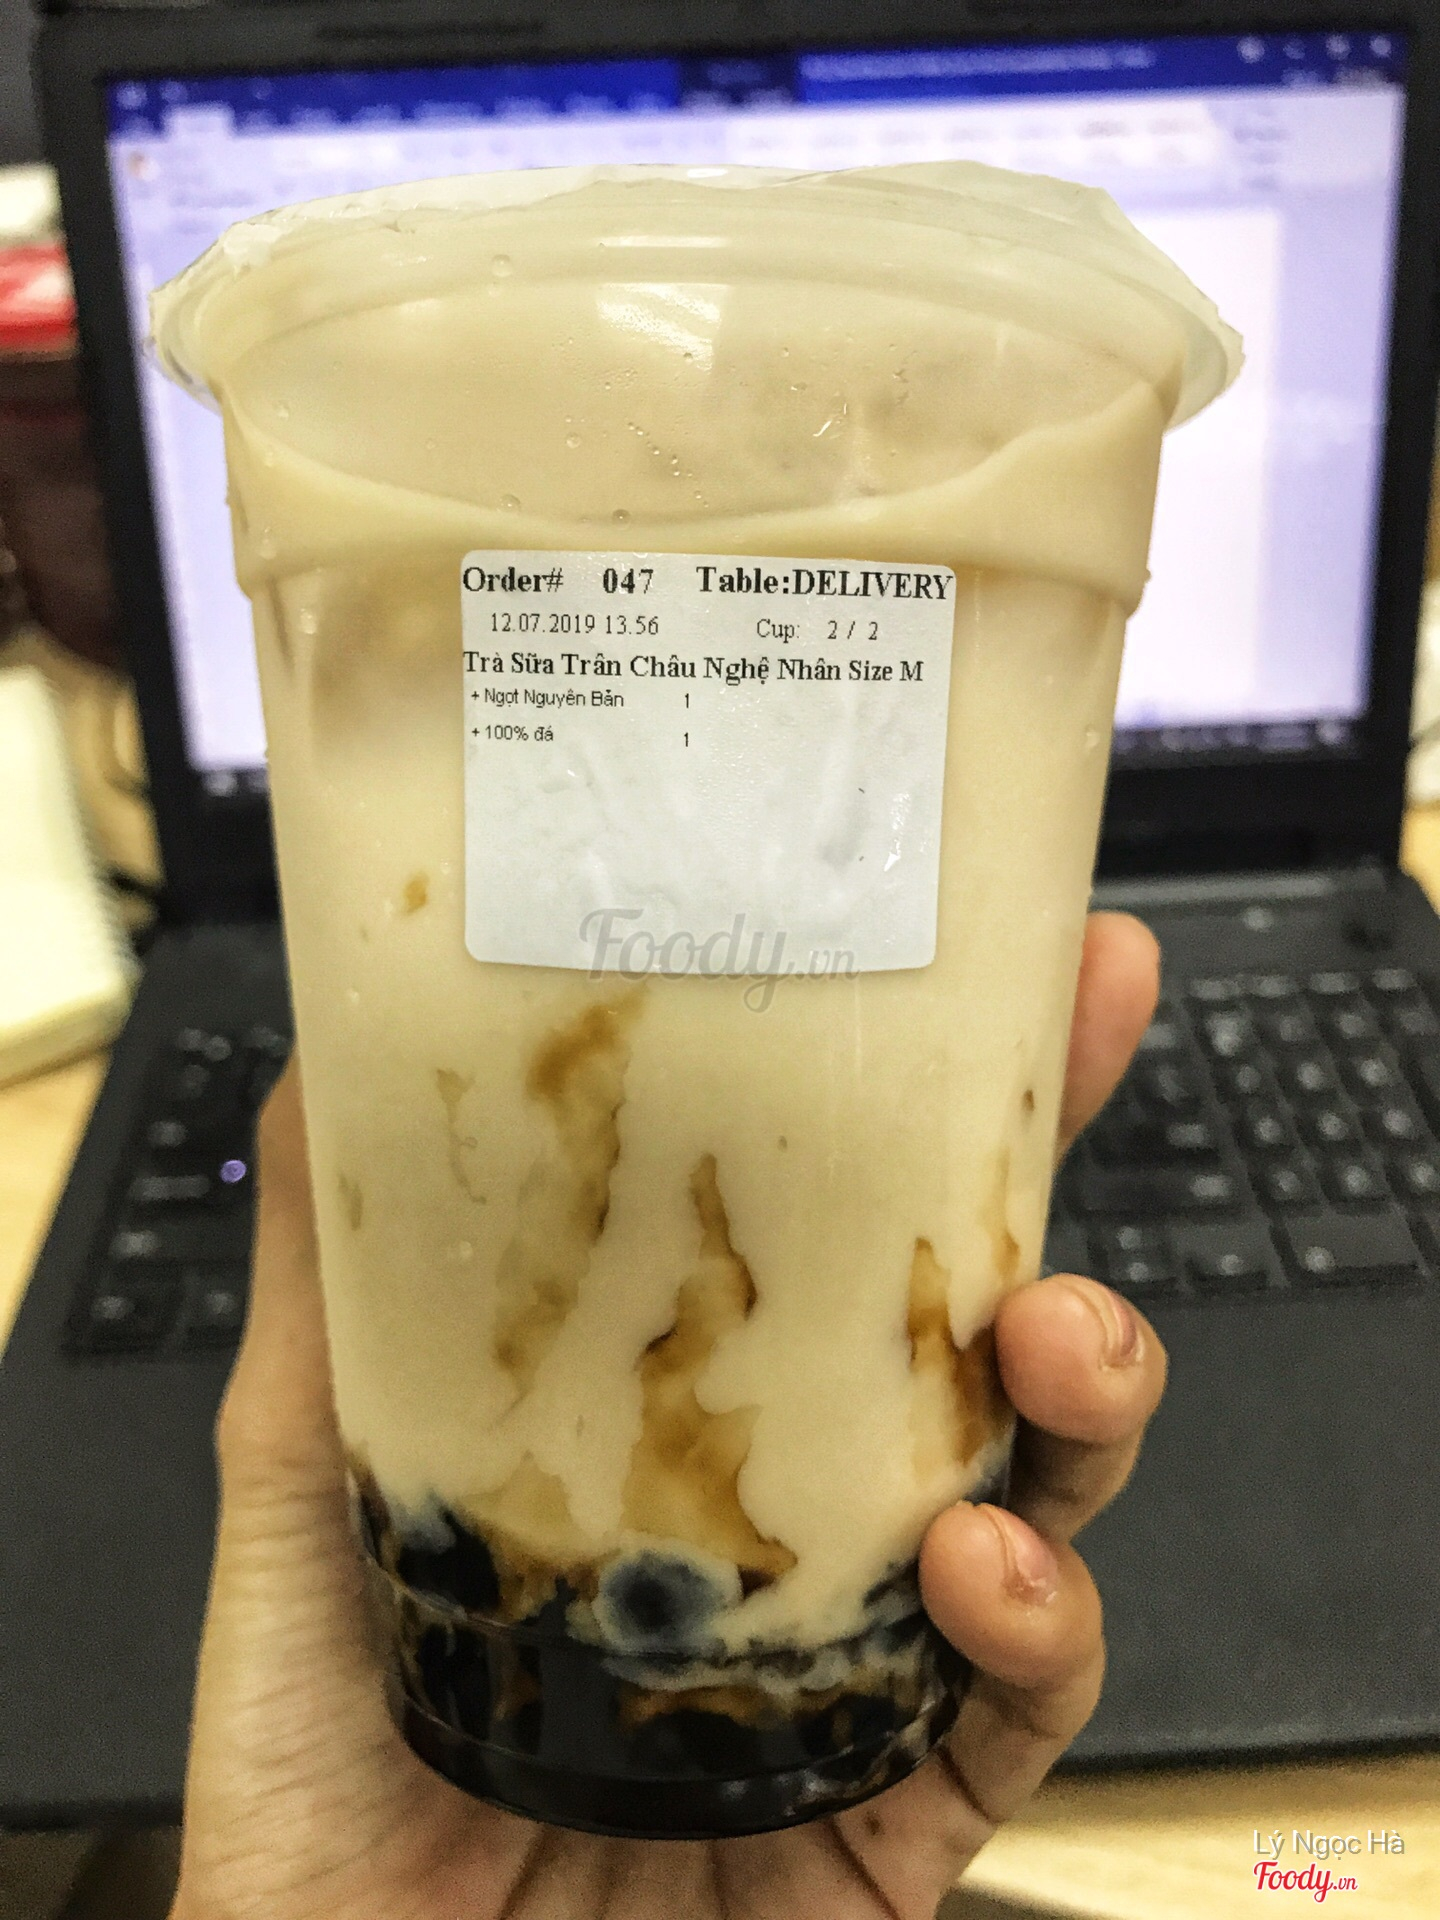 Order# 047 Table:DELIVERY
12.07.2019 13.56 Cup: 2 / 2
Trà Sữa Trân Châu Nghệ Nhân Size M
+ Ngọt Nguyên Bản 1
+ 100% đá 1
Foody.vn
Lý Ngọc Hà
Foody.vn